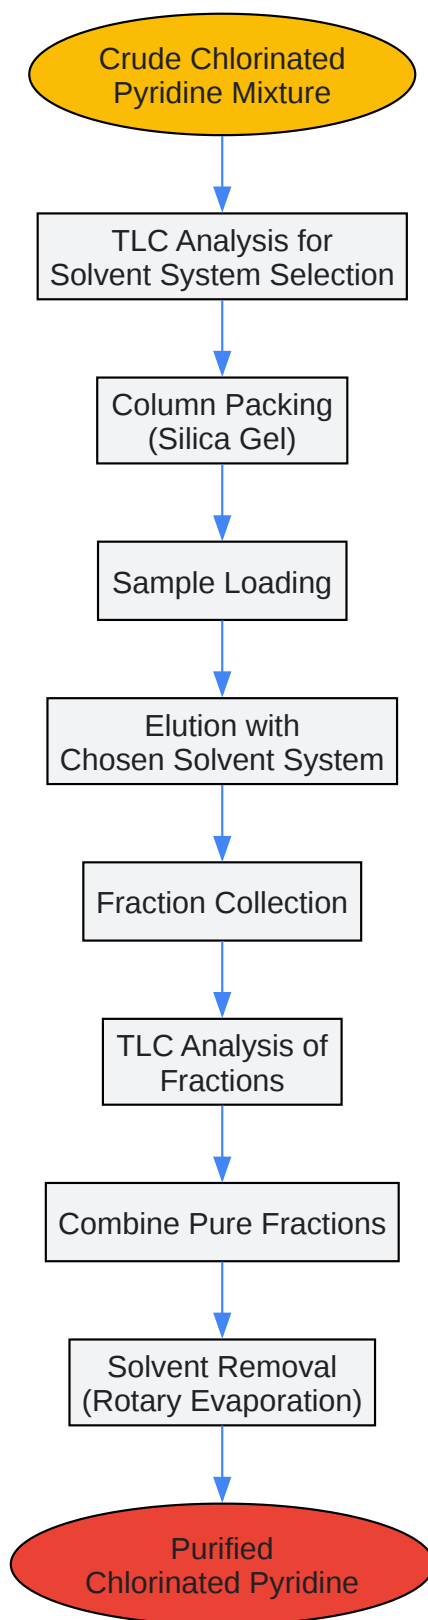 Crude Chlorinated
Pyridine Mixture
TLC Analysis for
Solvent System Selection
Column Packing
(Silica Gel)
Sample Loading
Elution with
Chosen Solvent System
Fraction Collection
TLC Analysis of
Fractions
Combine Pure Fractions
Solvent Removal
(Rotary Evaporation)
Purified
Chlorinated Pyridine